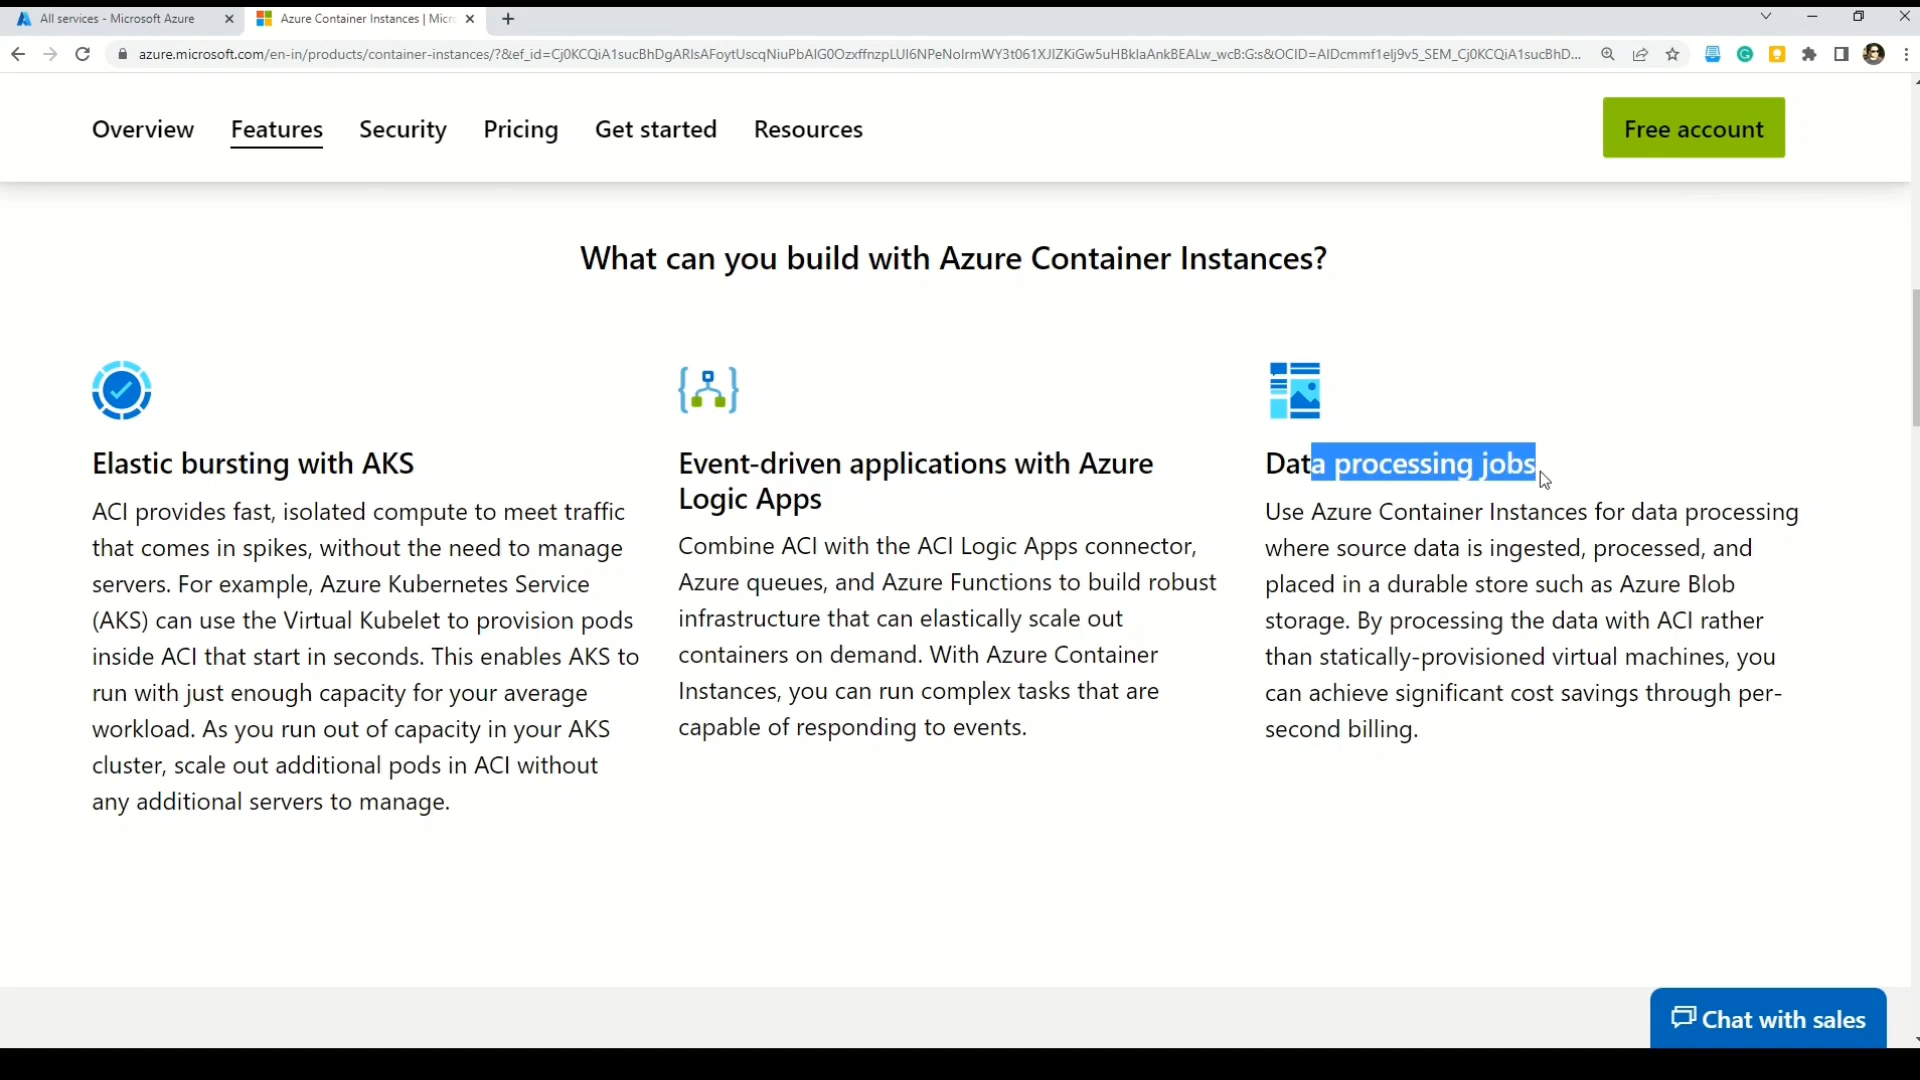 All services - Microsoft Azure
Azure Container Instances | Micr
azure.microsoft.com/en-in/products/container-instances/?&ef_id=Cj0KCQiA1sucBhDgARIsAFoytUscqNiuPbAIG0OzxffnzpLUI6NPeNoIrmWY3t061XJIZKiGw5uHBkIaAnkBEALw_wcB:G:s&OCID=AIDcmmf1elj9v5_SEM_Cj0KCQiA1sucBhD...
Overview
Features
Security
Pricing
Get started
Resources
Free account
What can you build with Azure Container Instances?
Elastic bursting with AKS
ACI provides fast, isolated compute to meet traffic
that comes in spikes, without the need to manage
servers. For example, Azure Kubernetes Service
(AKS) can use the Virtual Kubelet to provision pods
inside ACI that start in seconds. This enables AKS to
run with just enough capacity for your average
workload. As you run out of capacity in your AKS
cluster, scale out additional pods in ACI without
any additional servers to manage.
Event-driven applications with Azure
Logic Apps
Combine ACI with the ACI Logic Apps connector,
Azure queues, and Azure Functions to build robust
infrastructure that can elastically scale out
containers on demand. With Azure Container
Instances, you can run complex tasks that are
capable of responding to events.
Data processing jobs
Use Azure Container Instances for data processing
where source data is ingested, processed, and
placed in a durable store such as Azure Blob
storage. By processing the data with ACI rather
than statically-provisioned virtual machines, you
can achieve significant cost savings through per-
second billing.
Chat with sales